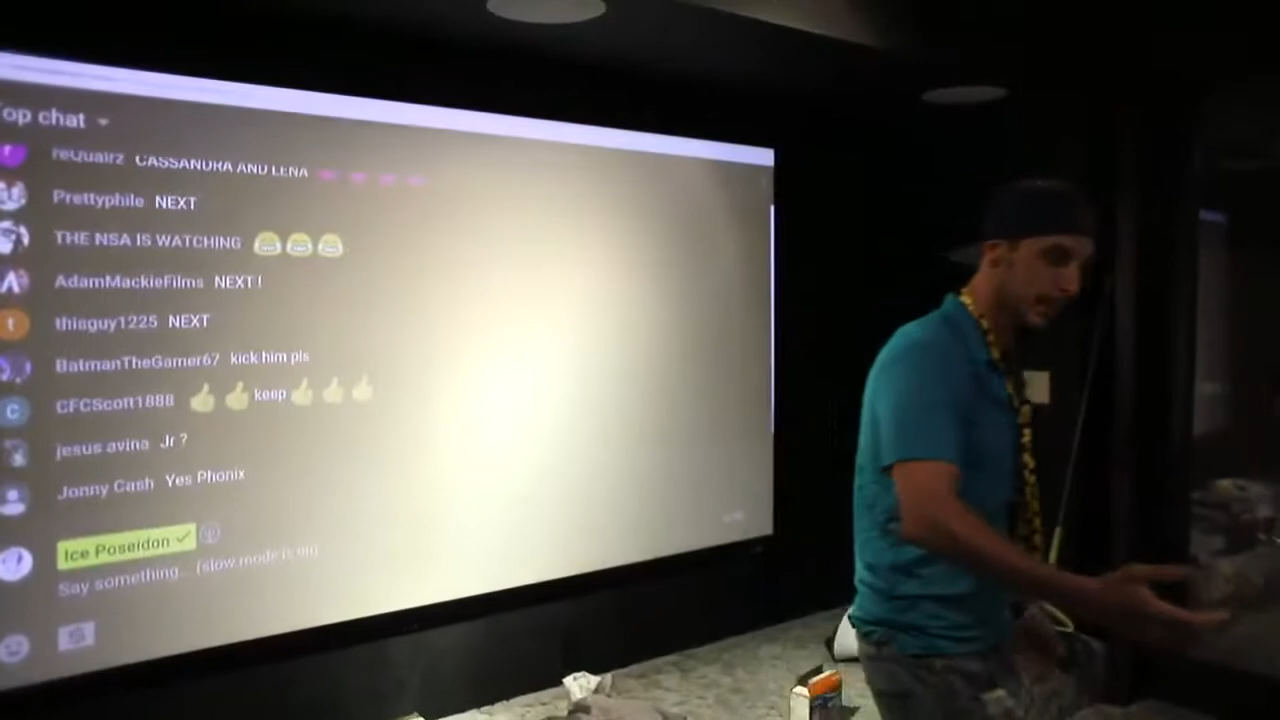 Top chat
reQuairz CASSANDRA AND LENA
Prettyphile NEXT
THE NSA IS WATCHING 😂😂😂
AdamMackieFilms NEXT !
thisguy1225 NEXT
BatmanTheGamer67 kick him pls
CFCScott1888 👍👍 keep 👍👍👍
jesus avina Jr ?
Jonny Cash Yes Phonix
Ice Poseidon ✓
Say something... (slow mode is on)